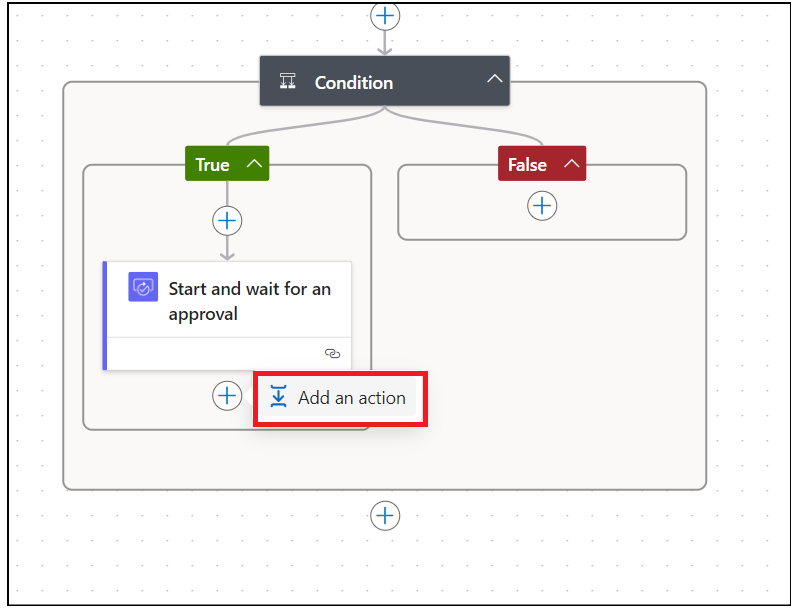 Condition
True
False
Start and wait for an
approval
Add an action